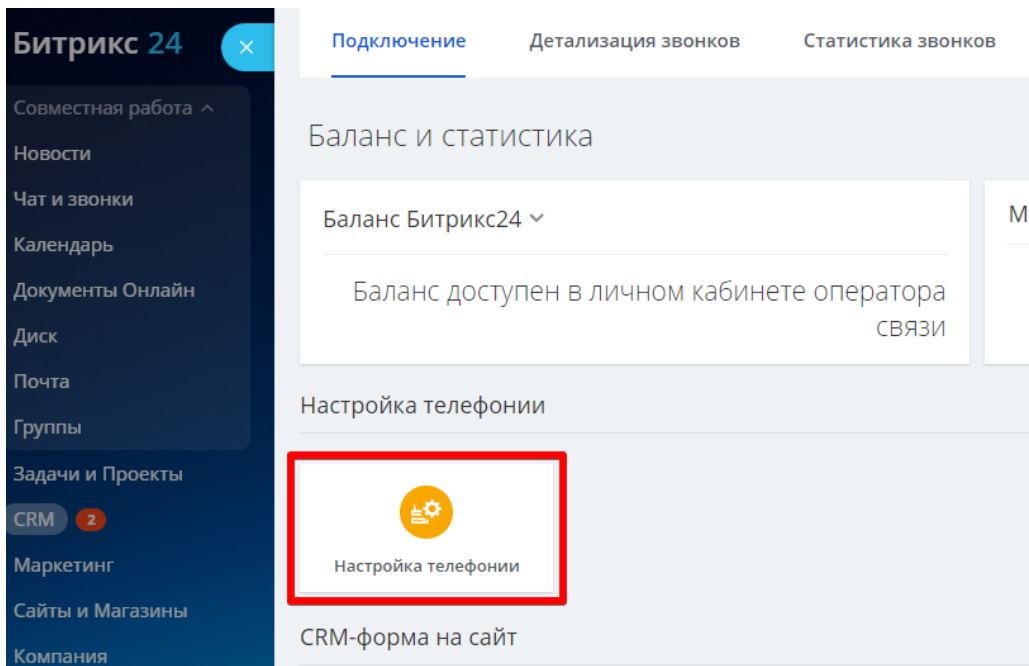 Битрикс 24
Совместная работа
Новости
Чат и звонки
Календарь
Документы Онлайн
Диск
Почта
Группы
Задачи и Проекты
CRM 2
Маркетинг
Сайты и Магазины
Компания
Подключение Детализация звонков Статистика звонков
Баланс и статистика
Баланс Битрикс24
Баланс доступен в личном кабинете оператора
связи
М
Настройка телефонии
Настройка телефонии
CRM-форма на сайт